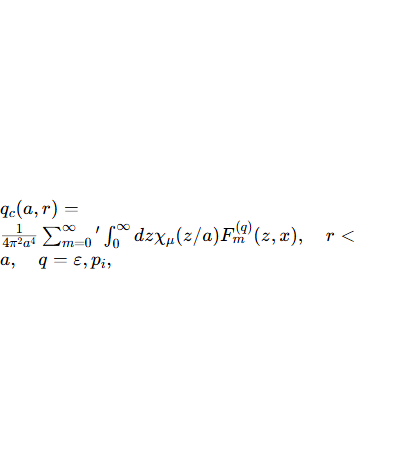 q_c(a, r) =
\frac{1}{4\pi^2 a^4} \sum_{m=0}^{\infty}{}' \int_0^{\infty} dz \chi_\mu(z/a) F_m^{(q)}(z, x), \quad r <
a, \quad q = \varepsilon, p_i,